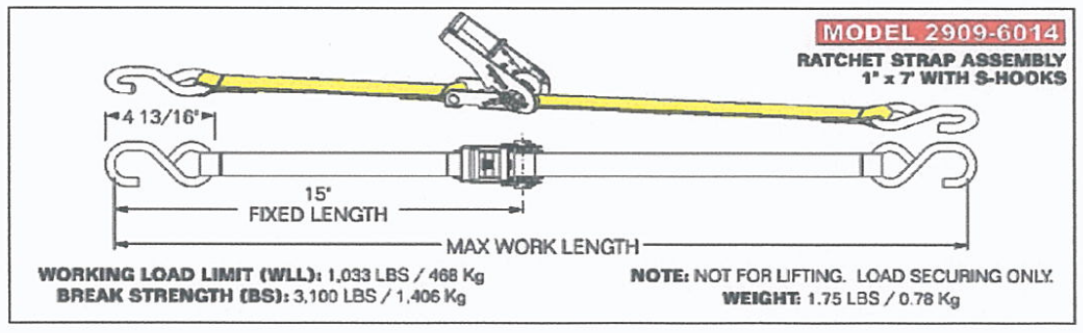 MODEL 2909-6014
RATCHET STRAP ASSEMBLY
1" x 7' WITH S-HOOKS
4 13/16"
15"
FIXED LENGTH
MAX WORK LENGTH
WORKING LOAD LIMIT (WLL): 1,033 LBS / 468 Kg
BREAK STRENGTH (BS): 3,100 LBS / 1,406 Kg
NOTE: NOT FOR LIFTING. LOAD SECURING ONLY.
WEIGHT: 1.75 LBS / 0.78 Kg